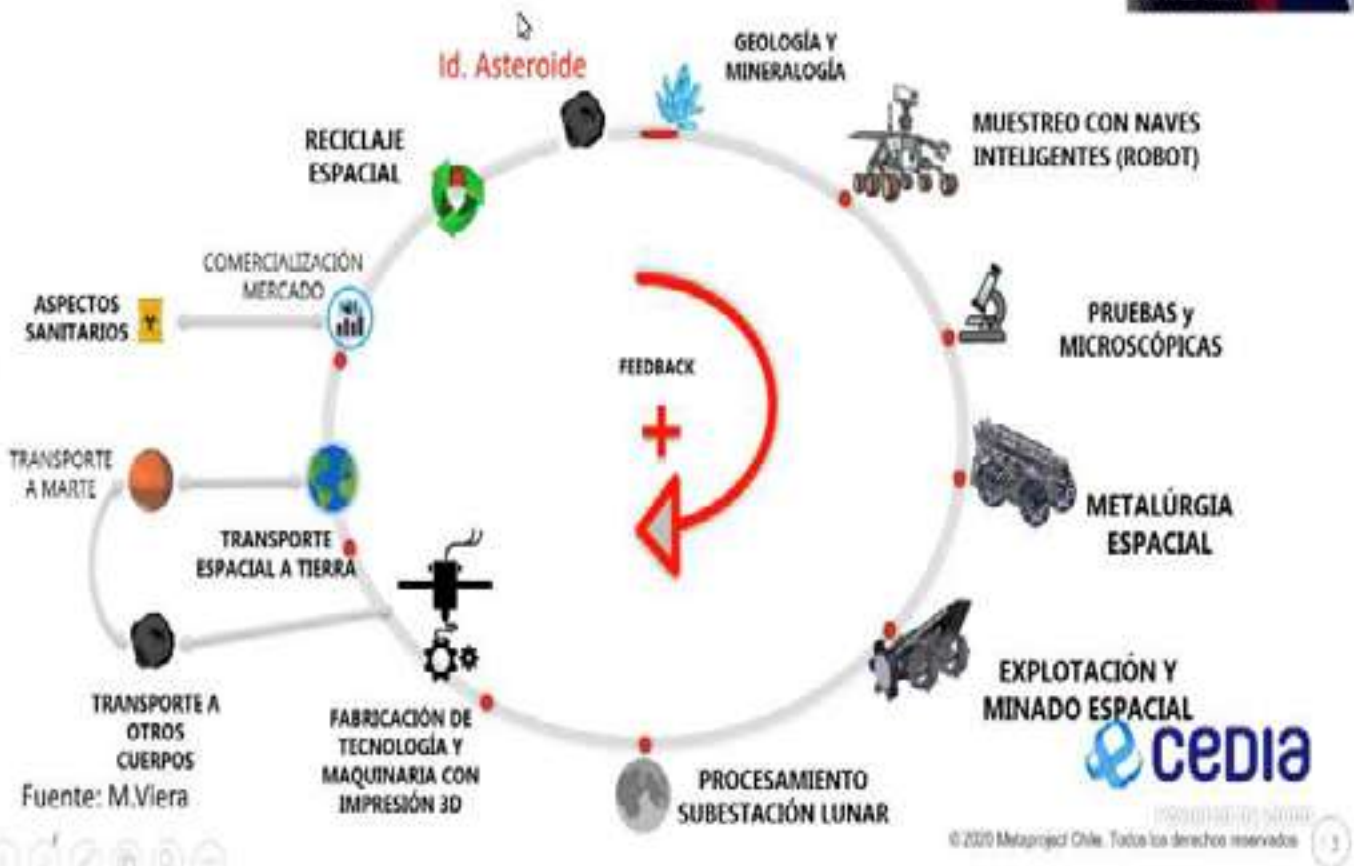 Id. Asteroide
GEOLOGÍA Y
MINERALOGÍA
MUESTREO CON NAVES
INTELIGENTES (ROBOT)
PRUEBAS y
MICROSCÓPICAS
METALÚRGIA
ESPACIAL
EXPLOTACIÓN Y
MINADO ESPACIAL
PROCESAMIENTO
SUBESTACIÓN LUNAR
FABRICACIÓN DE
TECNOLOGÍA Y
MAQUINARIA CON
IMPRESIÓN 3D
TRANSPORTE
ESPACIAL A TIERRA
TRANSPORTE A
OTROS
CUERPOS
TRANSPORTE
A MARTE
COMERCIALIZACIÓN
MERCADO
ASPECTOS
SANITARIOS
RECICLAJE
ESPACIAL
FEEDBACK
+
Fuente: M.Viera
CEDIA
© 2020 Metaproject Chile. Todos los derechos reservados
3